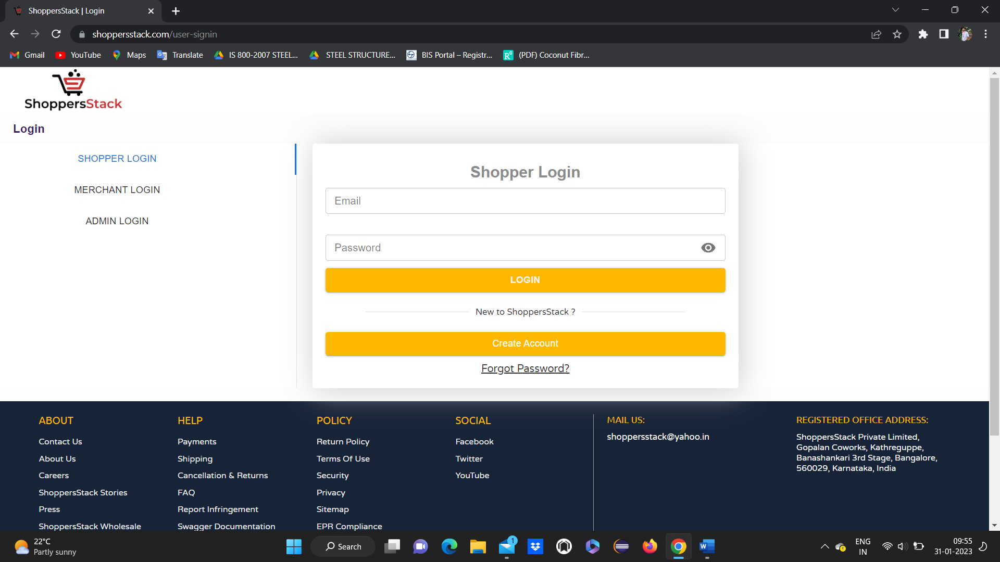 ShoppersStack | Login
shoppersstack.com/user-signin
Gmail
YouTube
Maps
Translate
IS 800-2007 STEEL...
STEEL STRUCTURE...
BIS Portal – Registr...
(PDF) Coconut Fibr...
ShoppersStack
Login
SHOPPER LOGIN
MERCHANT LOGIN
ADMIN LOGIN
Shopper Login
Email
Password
LOGIN
New to ShoppersStack ?
Create Account
Forgot Password?
ABOUT
Contact Us
About Us
Careers
ShoppersStack Stories
Press
ShoppersStack Wholesale
HELP
Payments
Shipping
Cancellation & Returns
FAQ
Report Infringement
Swagger Documentation
POLICY
Return Policy
Terms Of Use
Security
Privacy
Sitemap
EPR Compliance
SOCIAL
Facebook
Twitter
YouTube
MAIL US:
shoppersstack@yahoo.in
REGISTERED OFFICE ADDRESS:
ShoppersStack Private Limited,
Gopalan Coworks, Kathreguppe,
Banashankari 3rd Stage, Bangalore,
560029, Karnataka, India
22°C
Partly sunny
Search
1
ENG
IN
09:55
31-01-2023